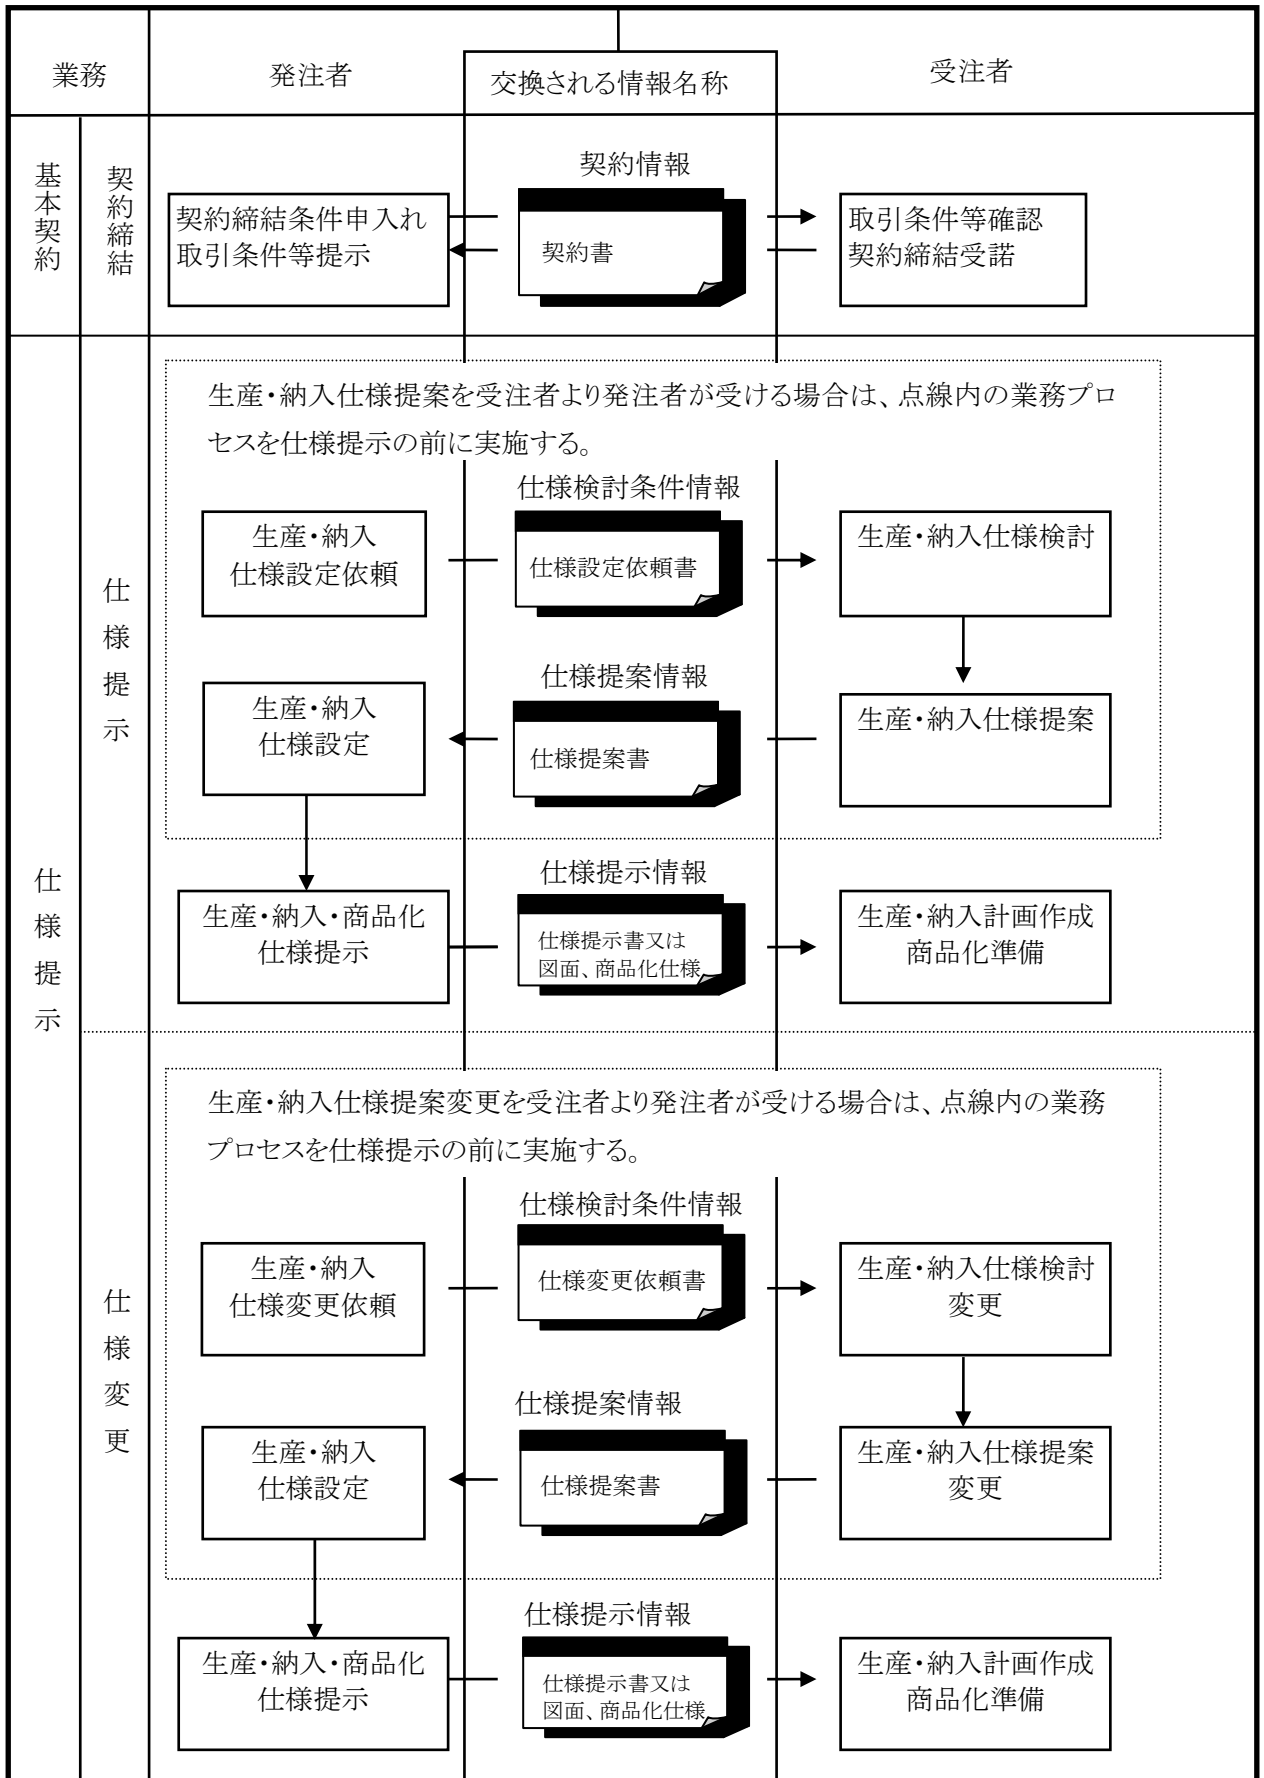 業務
発注者
交換される情報名称
受注者
基本契約
契約締結
契約情報
契約締結条件申入れ
取引条件等提示
契約書
取引条件等確認
契約締結受諾
仕様提示
仕様提示
生産・納入仕様提案を受注者より発注者が受ける場合は、点線内の業務プロ
セスを仕様提示の前に実施する。
仕様検討条件情報
生産・納入
仕様設定依頼
仕様設定依頼書
生産・納入仕様検討
仕様提案情報
生産・納入
仕様設定
仕様提案書
生産・納入仕様提案
仕様提示情報
生産・納入・商品化
仕様提示
仕様提示書又は
図面、商品化仕様
生産・納入計画作成
商品化準備
仕様変更
生産・納入仕様提案変更を受注者より発注者が受ける場合は、点線内の業務
プロセスを仕様提示の前に実施する。
仕様検討条件情報
生産・納入
仕様変更依頼
仕様変更依頼書
生産・納入仕様検討
変更
仕様提案情報
生産・納入
仕様設定
仕様提案書
生産・納入仕様提案
変更
仕様提示情報
生産・納入・商品化
仕様提示
仕様提示書又は
図面、商品化仕様
生産・納入計画作成
商品化準備